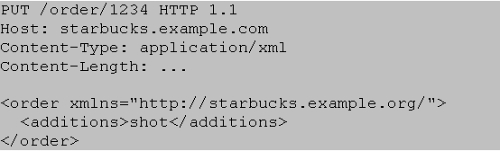 PUT /order/1234 HTTP 1.1
Host: starbucks.example.com
Content-Type: application/xml
Content-Length: ...

<order xmlns="http://starbucks.example.org/">
  <additions>shot</additions>
</order>